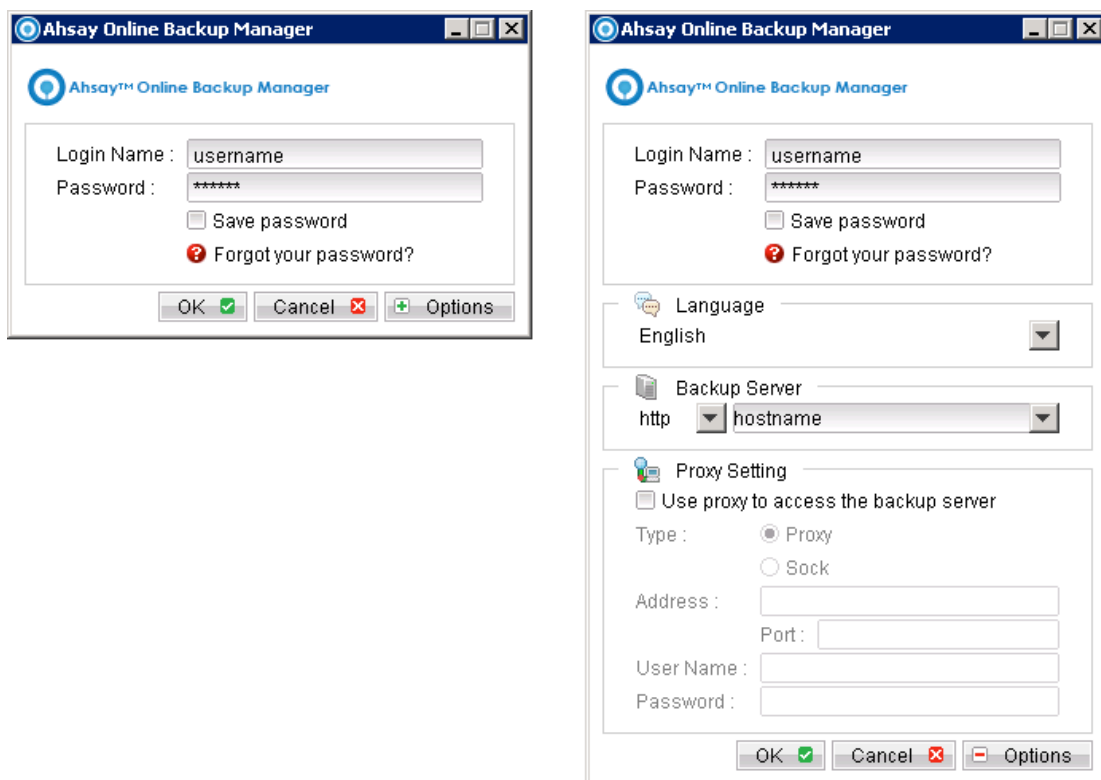 Ahsay Online Backup Manager
Ahsay™ Online Backup Manager
Login Name : username
Password : ******
Save password
Forgot your password?
OK Cancel Options
Ahsay Online Backup Manager
Ahsay™ Online Backup Manager
Login Name : username
Password : ******
Save password
Forgot your password?
Language
English
Backup Server
http hostname
Proxy Setting
Use proxy to access the backup server
Type : Proxy
Sock
Address :
Port :
User Name :
Password :
OK Cancel Options